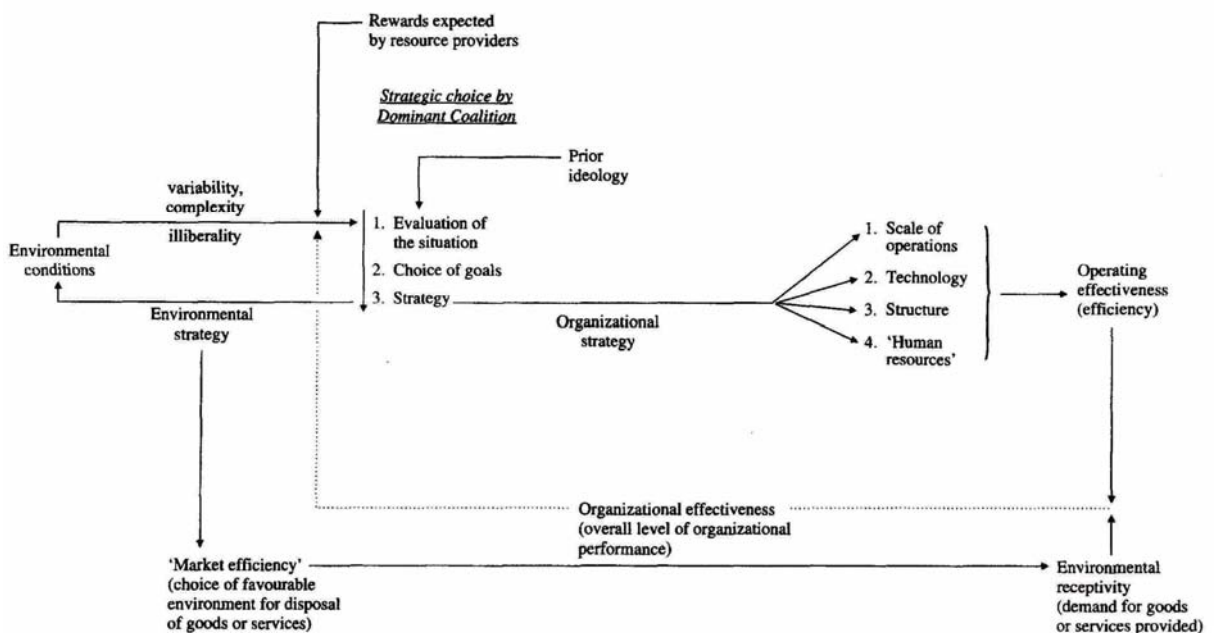 Rewards expected
by resource providers
Strategic choice by
Dominant Coalition
Prior
ideology
variability,
complexity
illiberality
Environmental
conditions
1. Evaluation of
the situation
2. Choice of goals
3. Strategy
Environmental
strategy
Organizational
strategy
1. Scale of
operations
2. Technology
3. Structure
4. 'Human
resources'
Operating
effectiveness
(efficiency)
Organizational effectiveness
(overall level of organizational
performance)
'Market efficiency'
(choice of favourable
environment for disposal
of goods or services)
Environmental
receptivity
(demand for goods
or services provided)